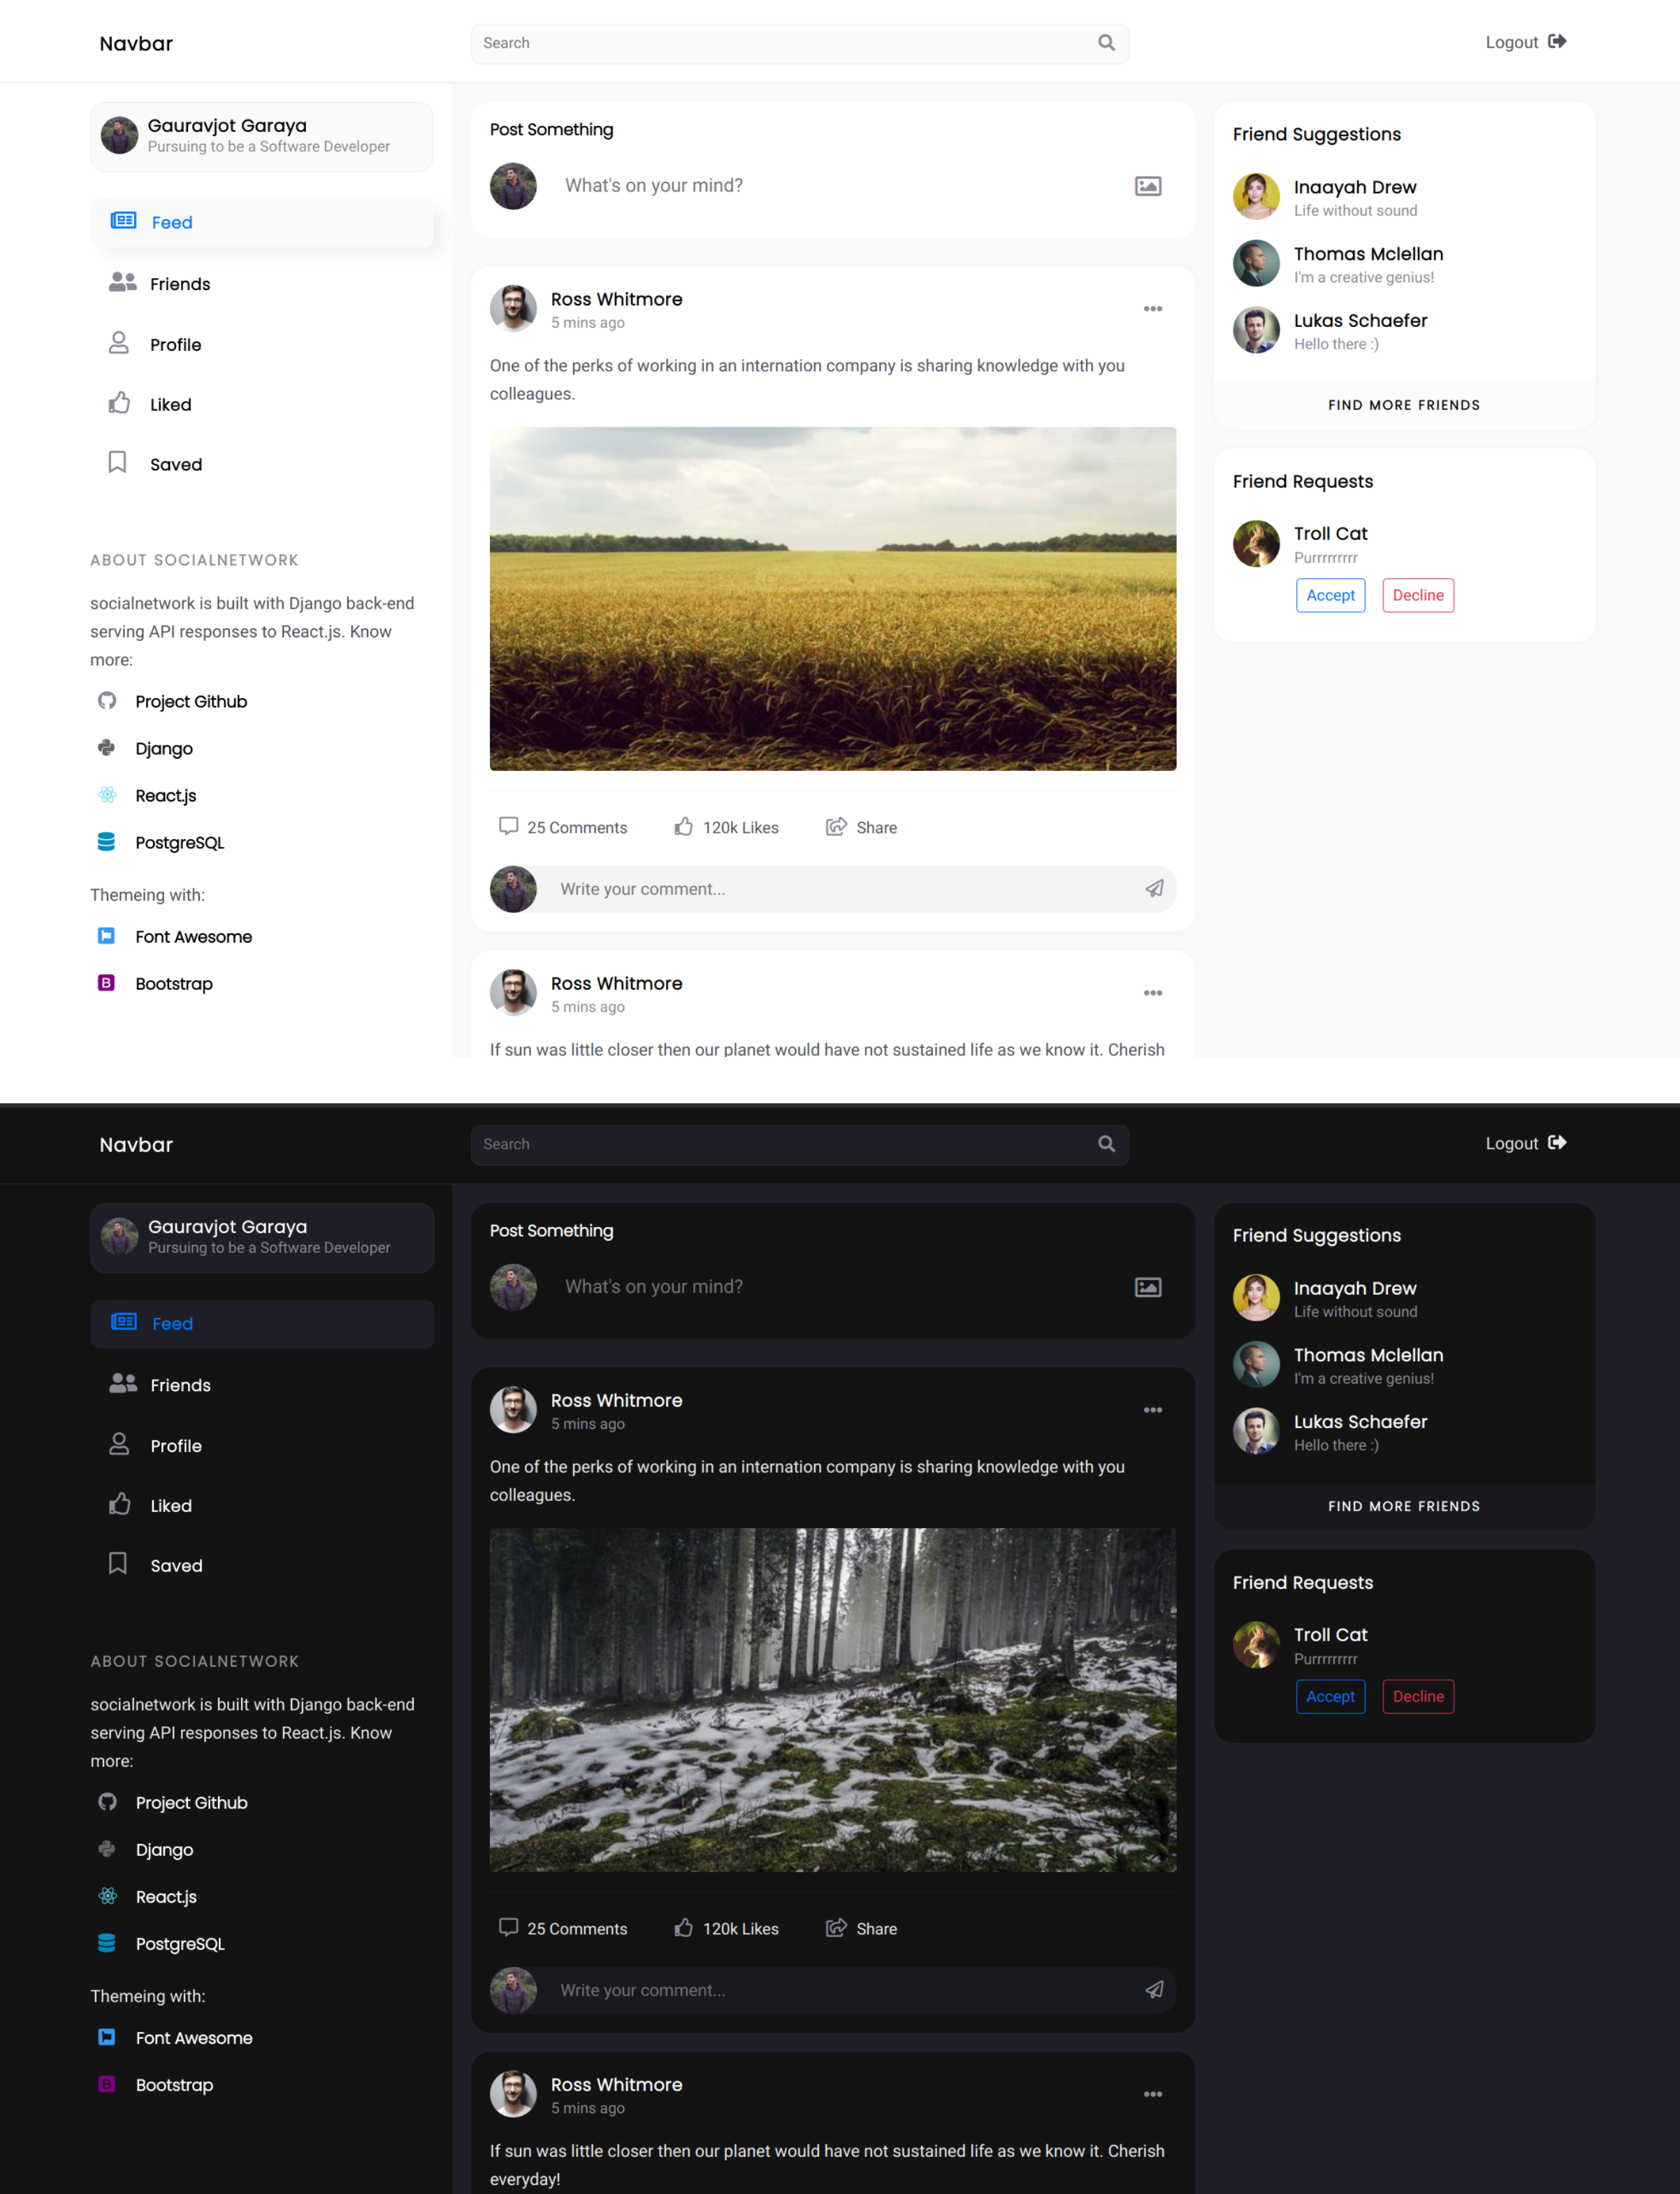 Navbar
Search
Logout
Gauravjot Garaya
Pursuing to be a Software Developer
Feed
Friends
Profile
Liked
Saved
ABOUT SOCIALNETWORK
socialnetwork is built with Django back-end
serving API responses to React.js. Know
more:
Project Github
Django
React.js
PostgreSQL
Themeing with:
Font Awesome
B
Bootstrap
Post Something
What's on your mind?
Ross Whitmore
5 mins ago
One of the perks of working in an internation company is sharing knowledge with you
colleagues.
25 Comments
120k Likes
Share
Write your comment...
Ross Whitmore
5 mins ago
If sun was little closer then our planet would have not sustained life as we know it. Cherish
Friend Suggestions
Inaayah Drew
Life without sound
Thomas Mclellan
I'm a creative genius!
Lukas Schaefer
Hello there :)
FIND MORE FRIENDS
Friend Requests
Troll Cat
Purrrrrrrrr
Accept
Decline
Navbar
Search
Logout
Gauravjot Garaya
Pursuing to be a Software Developer
Feed
Friends
Profile
Liked
Saved
ABOUT SOCIALNETWORK
socialnetwork is built with Django back-end
serving API responses to React.js. Know
more:
Project Github
Django
React.js
PostgreSQL
Themeing with:
Font Awesome
B
Bootstrap
Post Something
What's on your mind?
Ross Whitmore
5 mins ago
One of the perks of working in an internation company is sharing knowledge with you
colleagues.
25 Comments
120k Likes
Share
Write your comment...
Ross Whitmore
5 mins ago
If sun was little closer then our planet would have not sustained life as we know it. Cherish
everyday!
Friend Suggestions
Inaayah Drew
Life without sound
Thomas Mclellan
I'm a creative genius!
Lukas Schaefer
Hello there :)
FIND MORE FRIENDS
Friend Requests
Troll Cat
Purrrrrrrrr
Accept
Decline